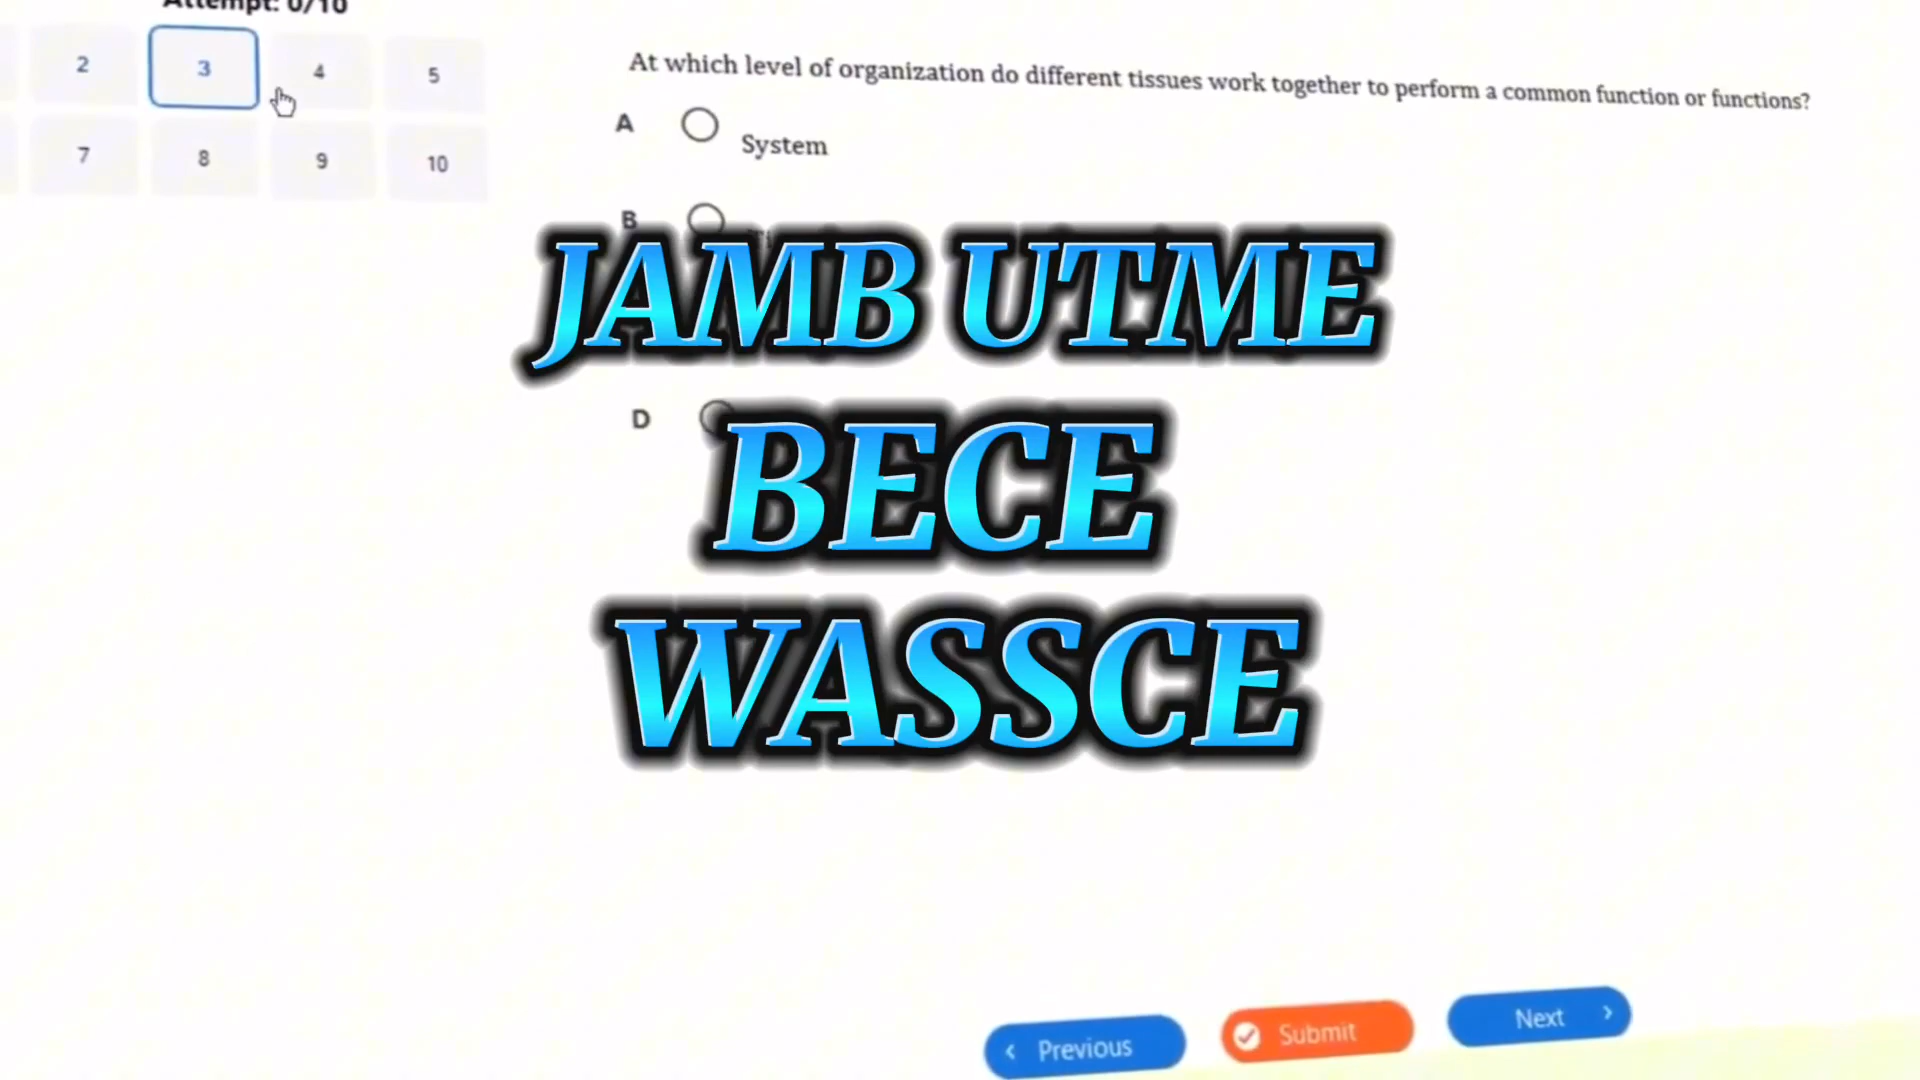 Attempt: 0/10
2 3 4 5
7 8 9 10
At which level of organization do different tissues work together to perform a common function or functions?
A System
B
JAMB UTME
D
BECE
WASSCE
Previous Submit Next